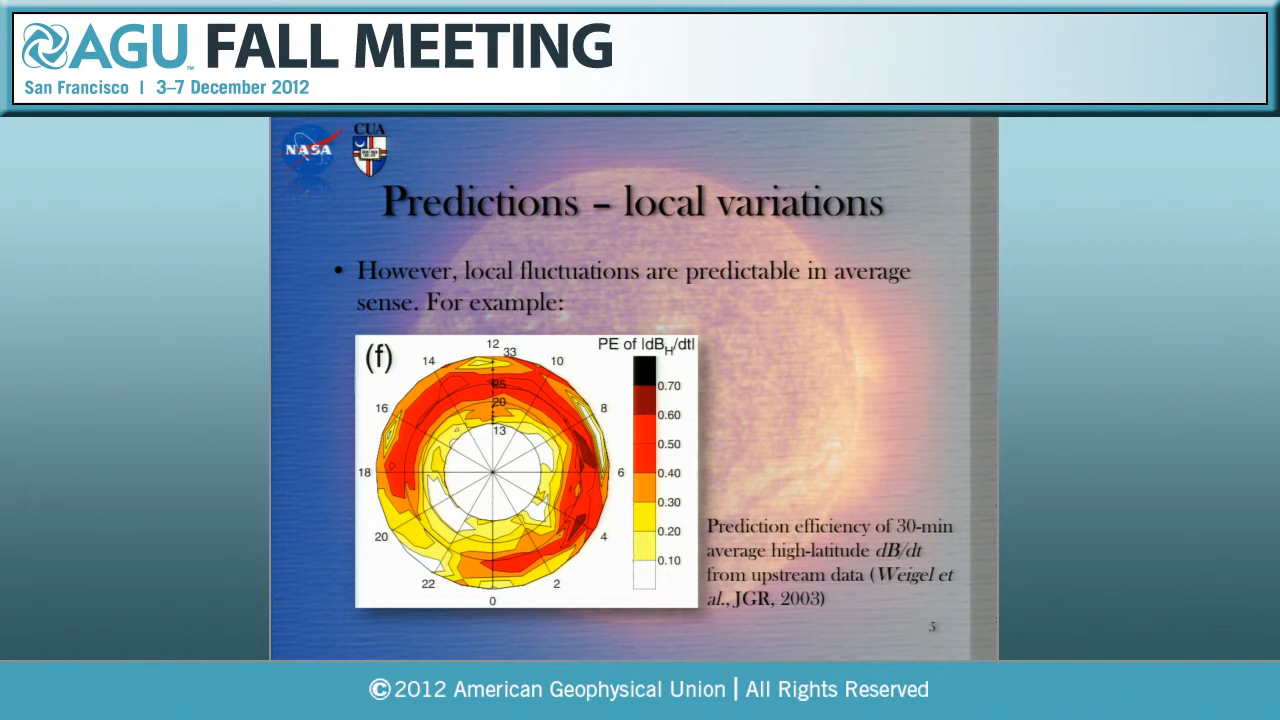 AGU FALL MEETING
San Francisco | 3–7 December 2012
NASA
CUA
Predictions – local variations
• However, local fluctuations are predictable in average
sense. For example:
(f)
PE of |dBH/dt|
12
33
14
10
25
16
20
8
13
18
6
20
4
22
2
0
0.70
0.60
0.50
0.40
0.30
0.20
0.10
Prediction efficiency of 30-min
average high-latitude dB/dt
from upstream data (Weigel et
al., JGR, 2003)
5
© 2012 American Geophysical Union | All Rights Reserved